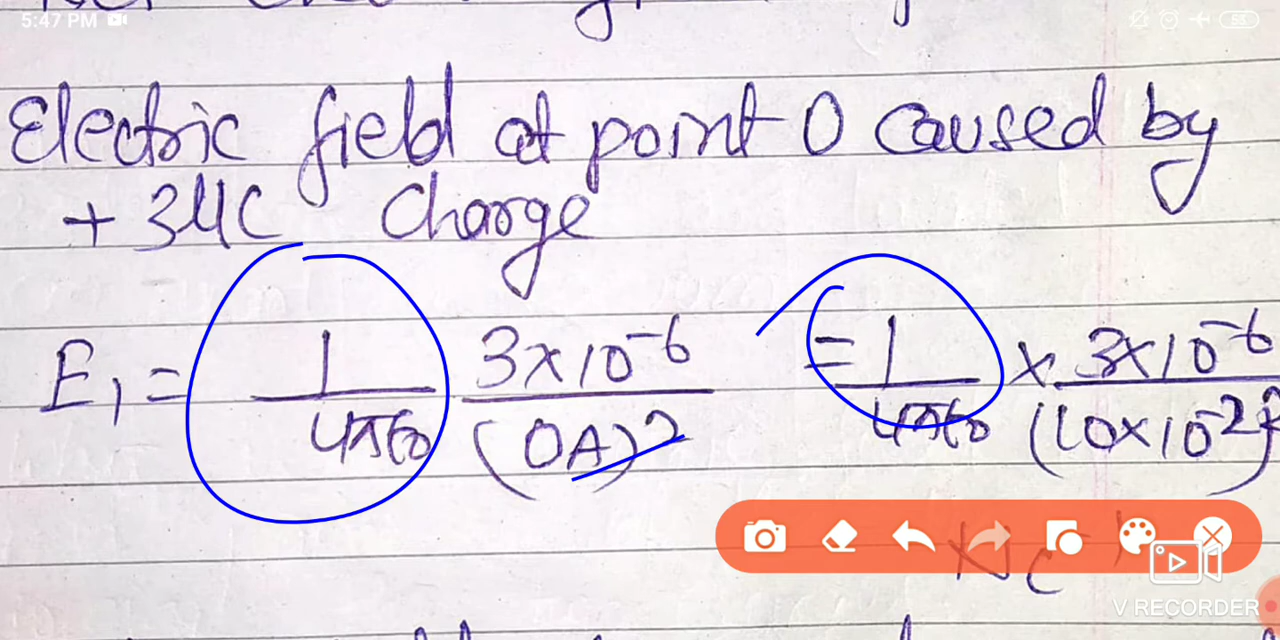 5:47 PM
58
Electric field at point O caused by
+ 3μC charge
E₁ = 1/4πε₀ 3×10⁻⁶/(OA)² = 1/4πε₀ × 3×10⁻⁶/(10×10⁻²)²
N C
V RECORDER